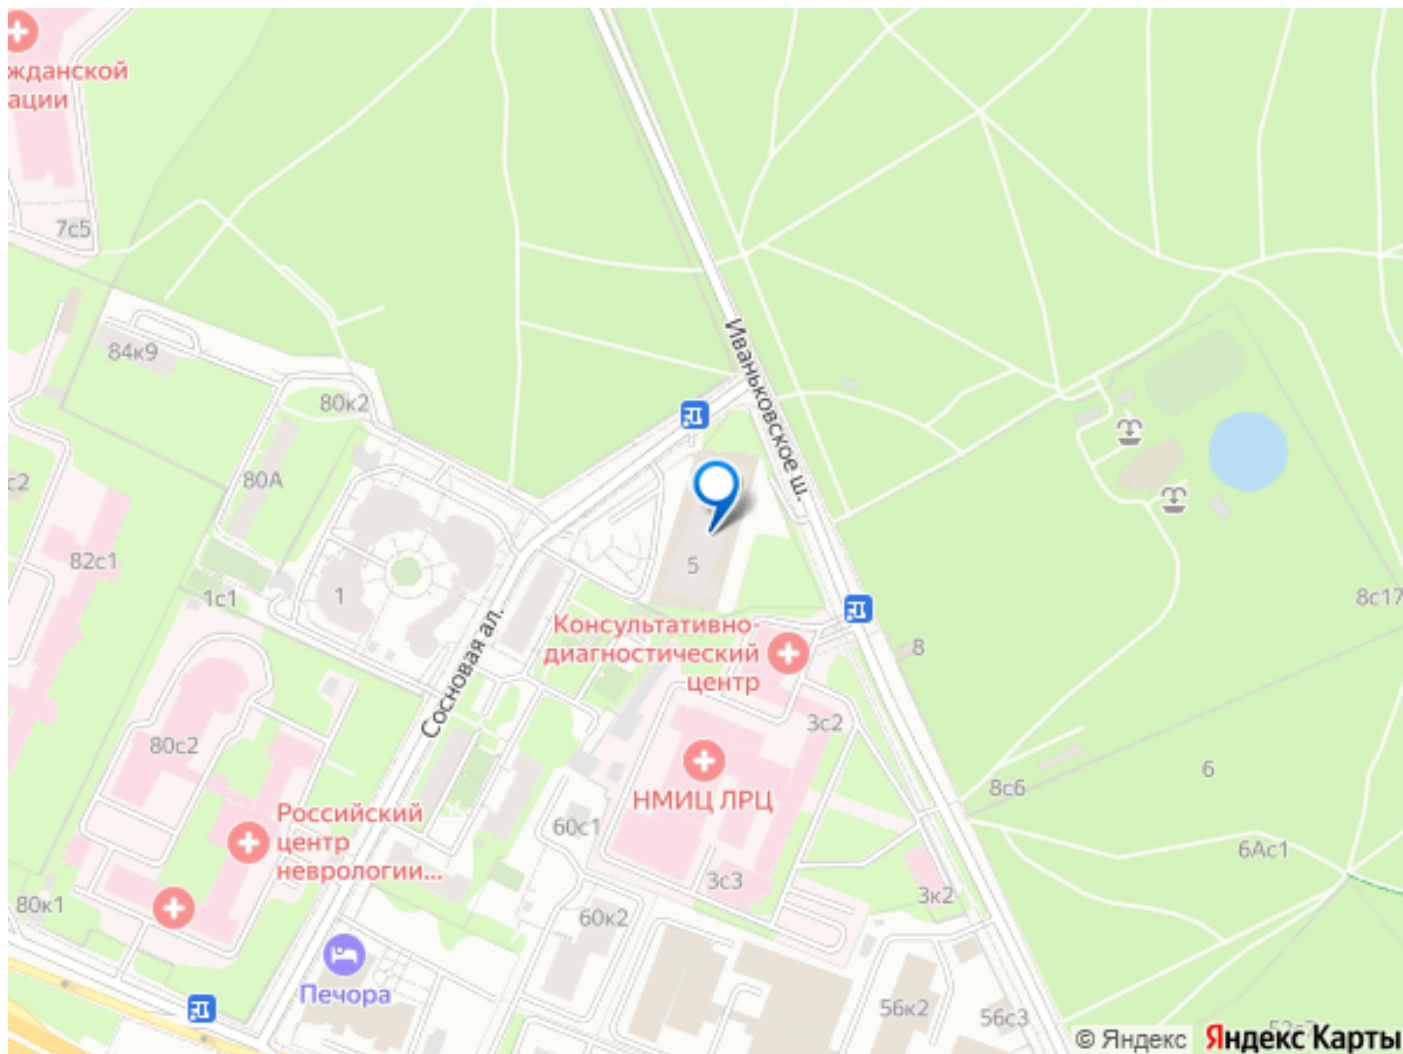 жданской
ации
7с5
84к9
80к2
80А
с2
82с1
1с1
1
5
Иваньковское ш.
Сосновая ал.
Консультативно-
диагностический
центр
8
8с17
3с2
80с2
НМИЦ ЛРЦ
8с6
6
Российский
центр
неврологии...
60с1
3с3
3к2
6Ас1
80к1
60к2
Печора
56к2
56с3
© Яндекс
Яндекс Карты